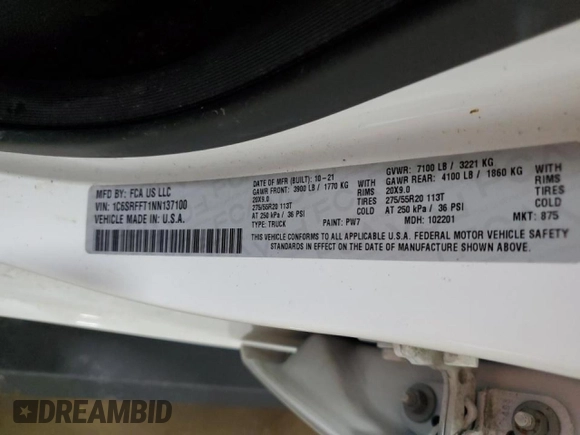 MFD BY: FCA US LLC
VIN: 1C6SRFFT1NN137100
VEHICLE MADE IN: U.S.A.
DATE OF MFR (BUILT) 10-21
GAWR FRONT: 3900 LB / 1770 KG
20X9.0
275/55R20 113T
AT 250 kPa / 36 PSI
TYPE: TRUCK
PAINT: PW7
RIMS
TIRES
COLD
GVWR: 7100 LB / 3221 KG
GAWR REAR: 4100 LB / 1860 KG
20X9.0
275/55R20 113T
AT 250 kPa / 36 PSI
MDH: 102201
WITH
RIMS
TIRES
COLD
MKT: 875
THIS VEHICLE CONFORMS TO ALL APPLICABLE U.S.A. FEDERAL MOTOR VEHICLE SAFETY
STANDARDS IN EFFECT ON THE DATE OF MANUFACTURE SHOWN ABOVE.
DREAMBID